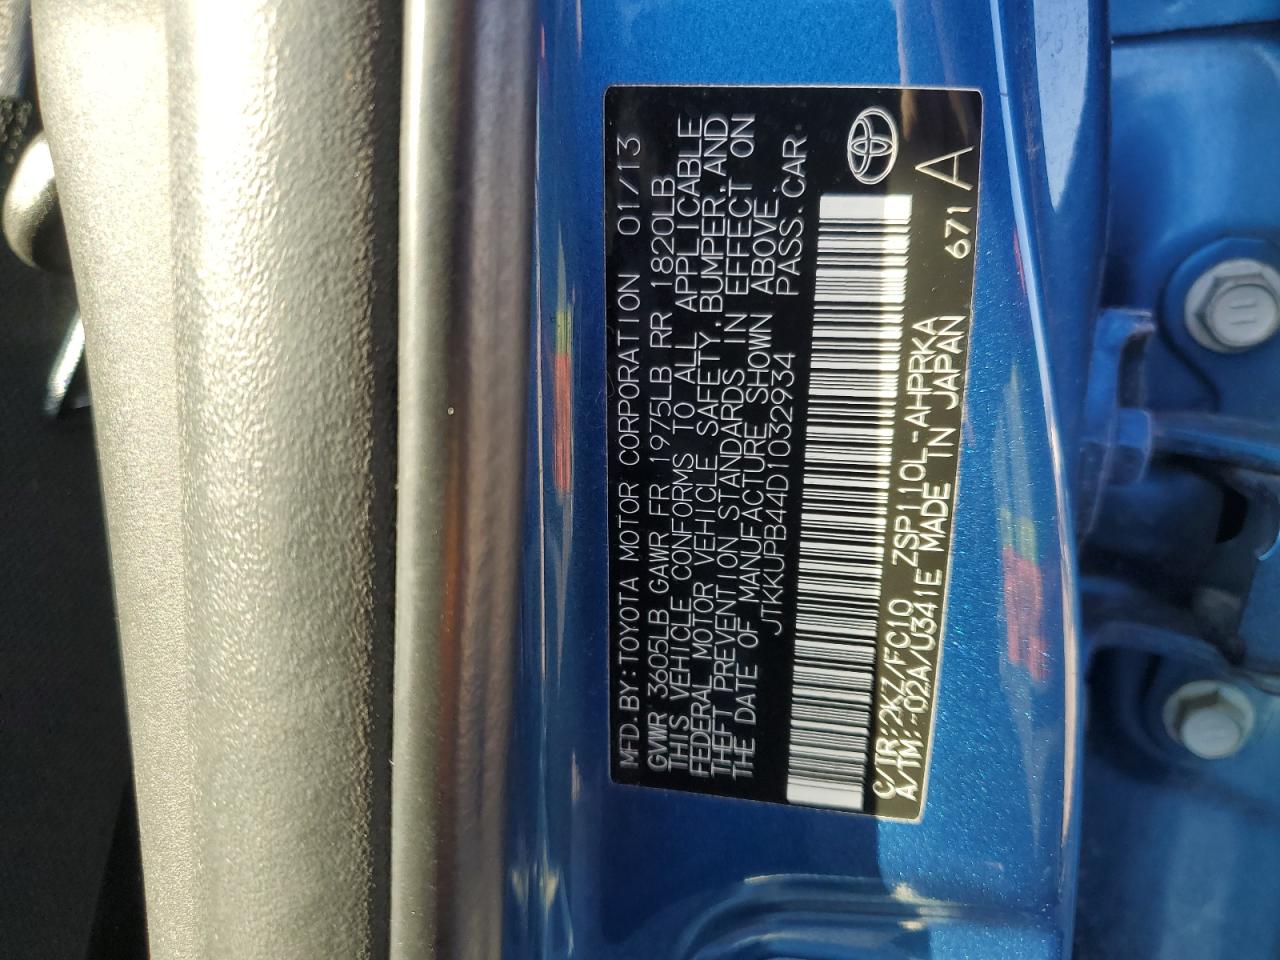 MFD. BY: TOYOTA MOTOR CORPORATION 01/13
GVWR 3605LB GAWR FR 1975LB RR 1820LB
THIS VEHICLE CONFORMS TO ALL APPLICABLE
FEDERAL MOTOR VEHICLE SAFETY, BUMPER, AND
THEFT PREVENTION STANDARDS IN EFFECT ON
THE DATE OF MANUFACTURE SHOWN ABOVE.
JTKKUPB44D1032934 PASS. CAR
C/TR: 2KZ/FC10 ZSP110L-AHPRKA 671 A
A/TM: -02A/U341E MADE IN JAPAN